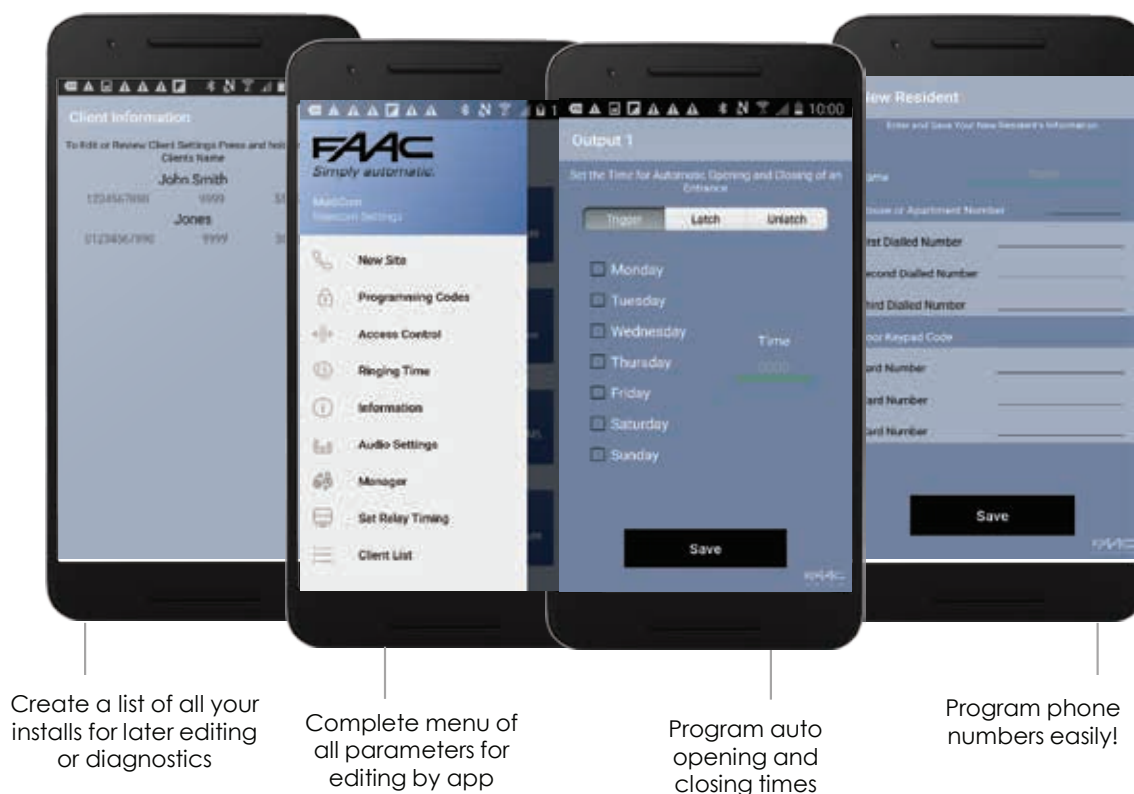 Client Information
To Edit or Review Client Settings Press and hold
Clients Name
John Smith
1234567890 9999
Jones
01234567890 9999
FAAC
Simply automatic.
New Site
Programming Codes
Access Control
Ringing Time
Information
Audio Settings
Manager
Set Relay Timing
Client List
10:00
Output 1
Set the Time for Automatic Opening and Closing of an
Entrance
Trigger Latch Unlatch
Monday
Tuesday
Wednesday
Time
Thursday
0000
Friday
Saturday
Sunday
Save
FAAC
New Resident
Enter and Save Your New Resident's Information
House or Apartment Number
First Dialled Number
Second Dialled Number
Third Dialled Number
Keypad Code
Card Number
Card Number
Card Number
Save
FAAC
Create a list of all your
installs for later editing
or diagnostics
Complete menu of
all parameters for
editing by app
Program auto
opening and
closing times
Program phone
numbers easily!